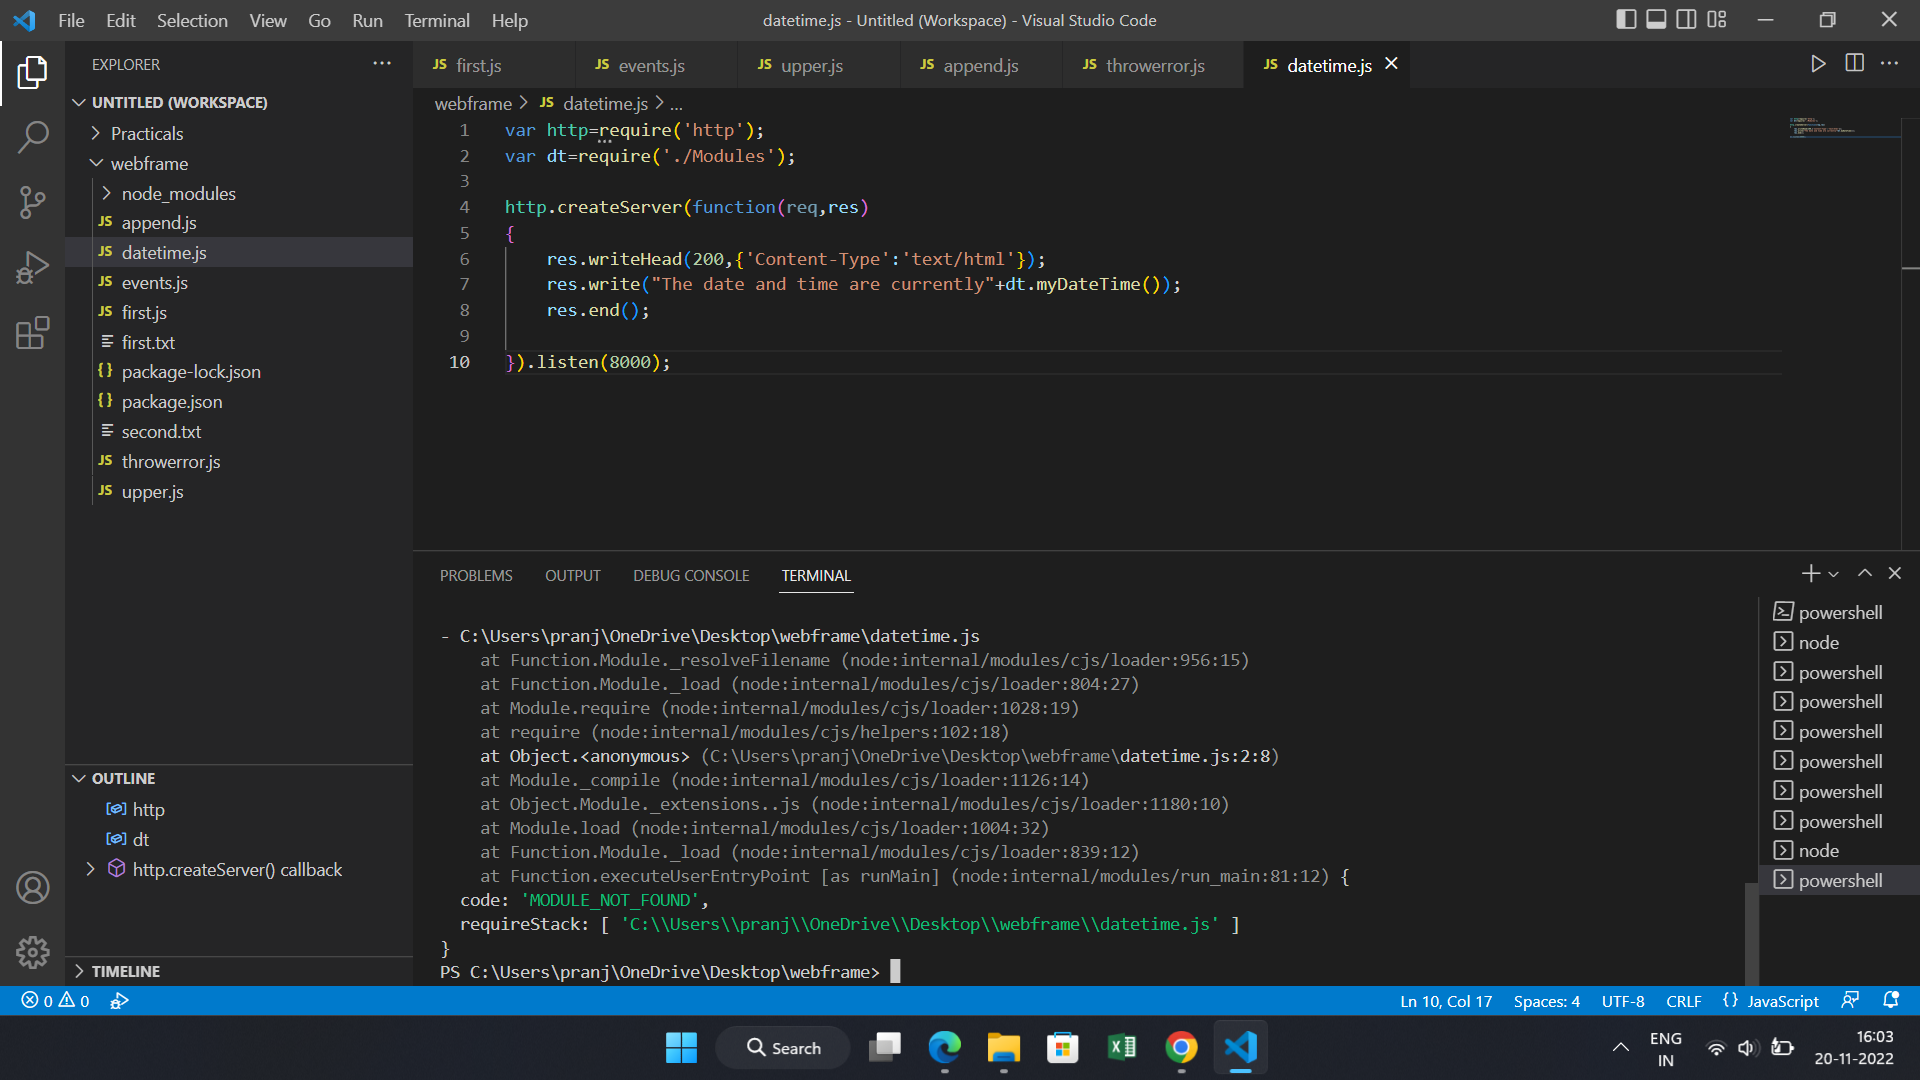 File Edit Selection View Go Run Terminal Help
datetime.js - Untitled (Workspace) - Visual Studio Code
EXPLORER
UNTITLED (WORKSPACE)
Practicals
webframe
node_modules
JS append.js
JS datetime.js
JS events.js
JS first.js
first.txt
{} package-lock.json
{} package.json
second.txt
JS throwerror.js
JS upper.js
OUTLINE
http
dt
http.createServer() callback
TIMELINE
JS first.js JS events.js JS upper.js JS append.js JS throwerror.js JS datetime.js
webframe > JS datetime.js > ...
1 var http=require('http');
2 var dt=require('./Modules');
3
4 http.createServer(function(req,res)
5 {
6 res.writeHead(200,{'Content-Type':'text/html'});
7 res.write("The date and time are currently"+dt.myDateTime());
8 res.end();
9
10 }).listen(8000);
PROBLEMS OUTPUT DEBUG CONSOLE TERMINAL
- C:\Users\pranj\OneDrive\Desktop\webframe\datetime.js
at Function.Module._resolveFilename (node:internal/modules/cjs/loader:956:15)
at Function.Module._load (node:internal/modules/cjs/loader:804:27)
at Module.require (node:internal/modules/cjs/loader:1028:19)
at require (node:internal/modules/cjs/helpers:102:18)
at Object.<anonymous> (C:\Users\pranj\OneDrive\Desktop\webframe\datetime.js:2:8)
at Module._compile (node:internal/modules/cjs/loader:1126:14)
at Object.Module._extensions..js (node:internal/modules/cjs/loader:1180:10)
at Module.load (node:internal/modules/cjs/loader:1004:32)
at Function.Module._load (node:internal/modules/cjs/loader:839:12)
at Function.executeUserEntryPoint [as runMain] (node:internal/modules/run_main:81:12) {
code: 'MODULE_NOT_FOUND',
requireStack: [ 'C:\\Users\\pranj\\OneDrive\\Desktop\\webframe\\datetime.js' ]
}
PS C:\Users\pranj\OneDrive\Desktop\webframe>
powershell
node
powershell
powershell
powershell
powershell
powershell
powershell
node
powershell
0 0
Ln 10, Col 17 Spaces: 4 UTF-8 CRLF {} JavaScript
Search
ENG
IN
16:03
20-11-2022